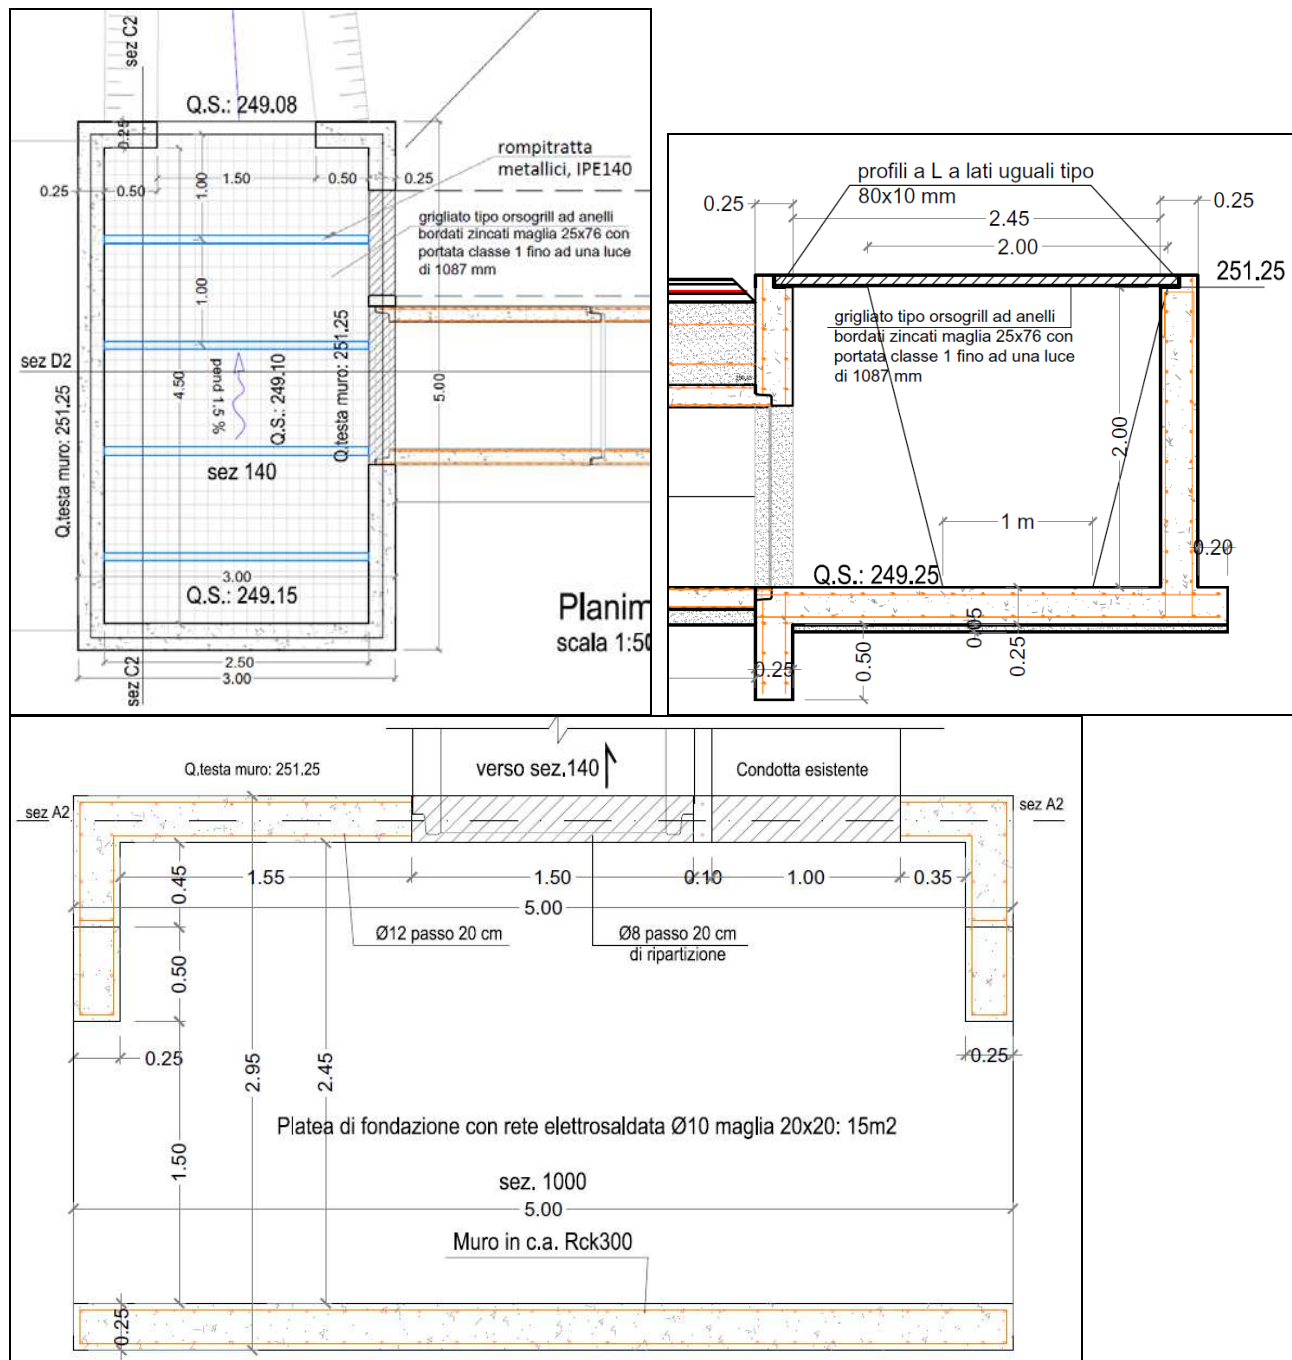 sez C2
Q.S.: 249.08
0.25
rompitratta
metallici, IPE140
0.25
0.50
1.00
1.50
0.50
0.25
grigliato tipo orsogrill ad anelli
bordati zincati maglia 25x76 con
portata classe 1 fino ad una luce
di 1087 mm
1.00
sez D2
Q.testa muro: 251.25
4.50
pend 1.5 %
Q.S.: 249.10
Q.testa muro: 251.25
5.00
sez 140
3.00
Q.S.: 249.15
Planim
scala 1:50
sez C2
2.50
3.00
profili a L a lati uguali tipo
80x10 mm
0.25
0.25
2.45
2.00
251.25
grigliato tipo orsogrill ad anelli
bordati zincati maglia 25x76 con
portata classe 1 fino ad una luce
di 1087 mm
2.00
1 m
0.20
Q.S.: 249.25
0.05
0.25
0.50
0.25
Q.testa muro: 251.25
verso sez.140
Condotta esistente
sez A2
sez A2
0.45
1.55
1.50
0.10
1.00
0.35
5.00
Ø12 passo 20 cm
Ø8 passo 20 cm
di ripartizione
0.50
0.25
2.95
2.45
0.25
Platea di fondazione con rete elettrosaldata Ø10 maglia 20x20: 15m2
1.50
sez. 1000
5.00
Muro in c.a. Rck300
0.25